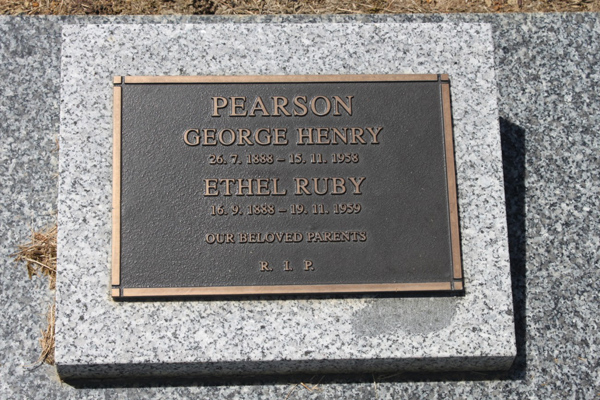 PEARSON
GEORGE HENRY
26. 7. 1888 – 15. 11. 1958
ETHEL RUBY
16. 9. 1888 – 19. 11. 1959
OUR BELOVED PARENTS
R. I. P.